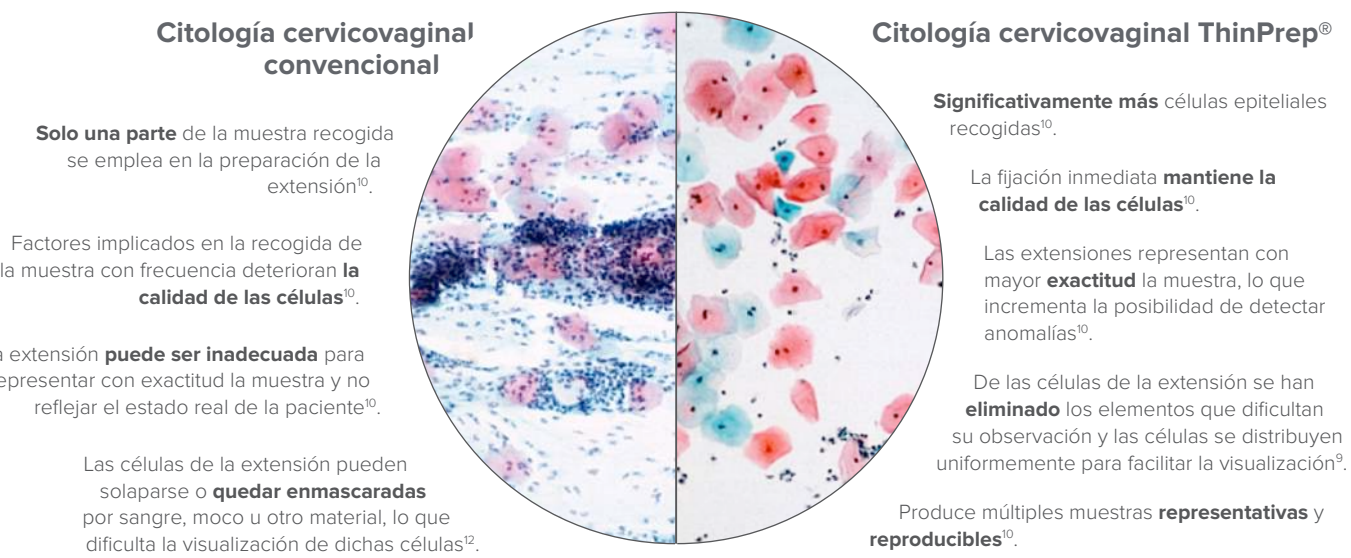 Citología cervicovaginal
convencional
Solo una parte de la muestra recogida
se emplea en la preparación de la
extensión¹⁰.
Factores implicados en la recogida de
la muestra con frecuencia deterioran la
calidad de las células¹⁰.
a extensión puede ser inadecuada para
epresentar con exactitud la muestra y no
reflejar el estado real de la paciente¹⁰.
Las células de la extensión pueden
solaparse o quedar enmascaradas
por sangre, moco u otro material, lo que
dificulta la visualización de dichas células¹².
Citología cervicovaginal ThinPrep®
Significativamente más células epiteliales
recogidas¹⁰.
La fijación inmediata mantiene la
calidad de las células¹⁰.
Las extensiones representan con
mayor exactitud la muestra, lo que
incrementa la posibilidad de detectar
anomalías¹⁰.
De las células de la extensión se han
eliminado los elementos que dificultan
su observación y las células se distribuyen
uniformemente para facilitar la visualización⁹.
Produce múltiples muestras representativas y
reproducibles¹⁰.